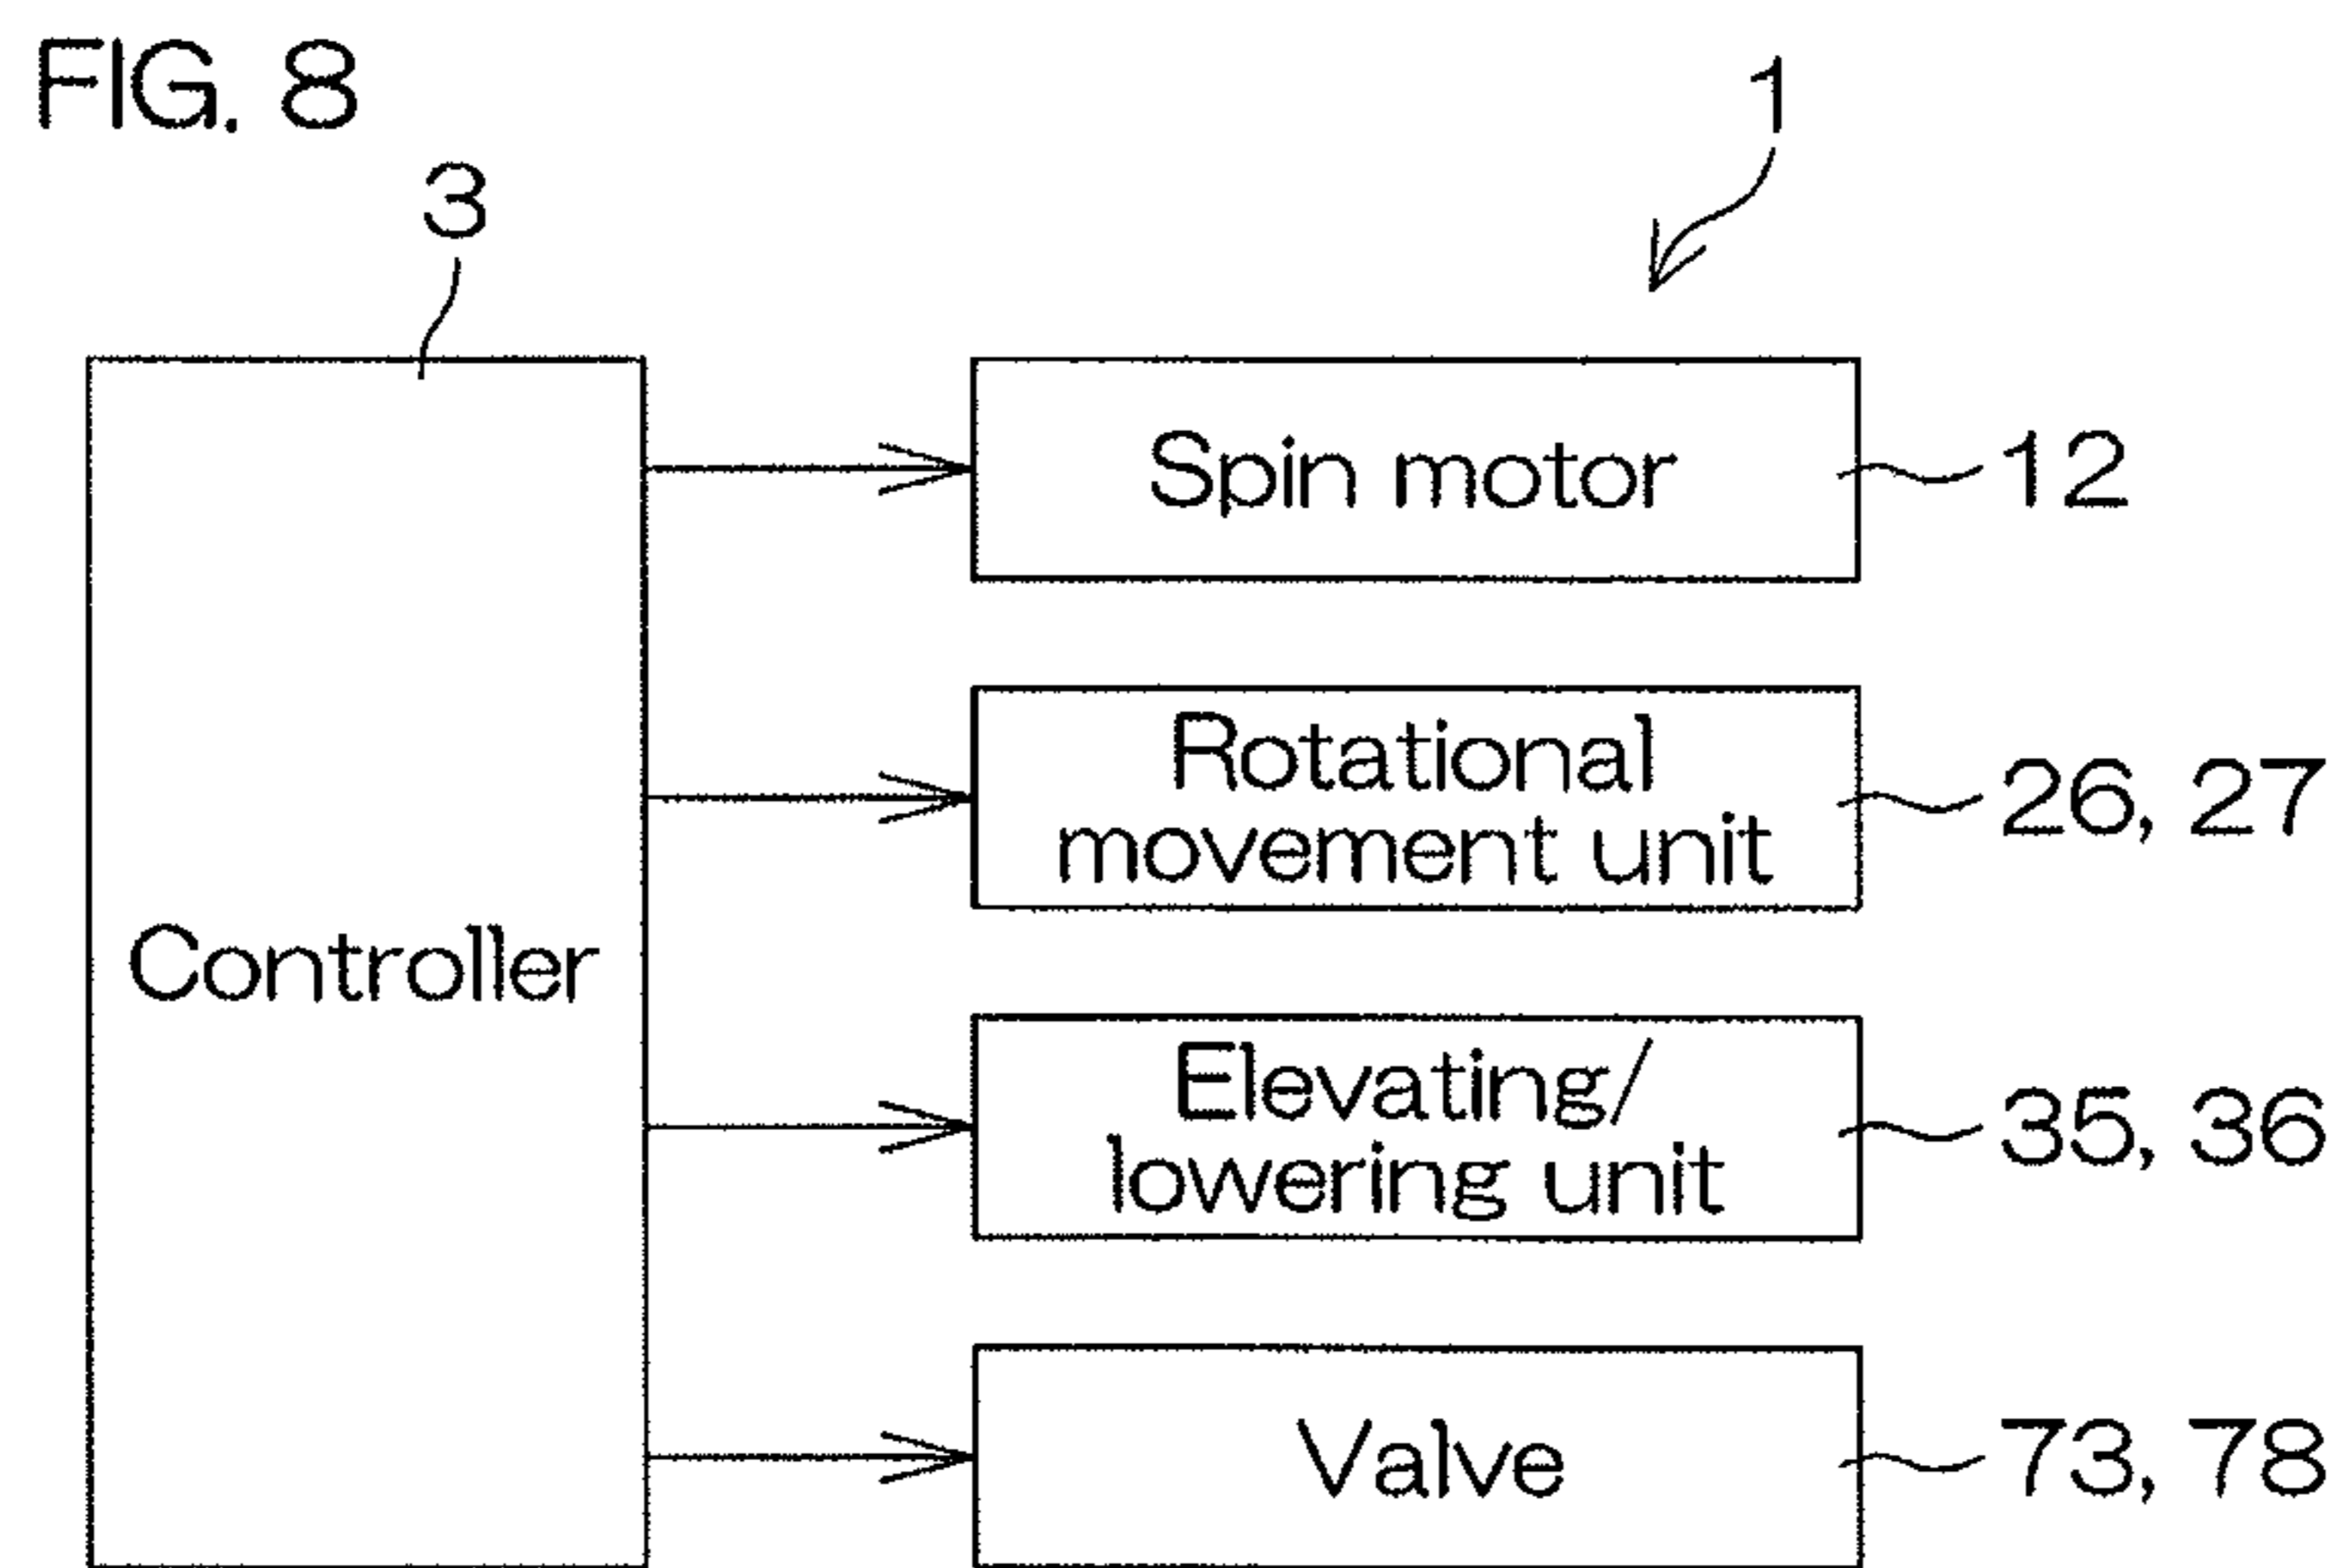 FIG. 8
1
3
Spin motor
12
Rotational
movement unit
26, 27
Controller
Elevating/
lowering unit
35, 36
Valve
73, 78